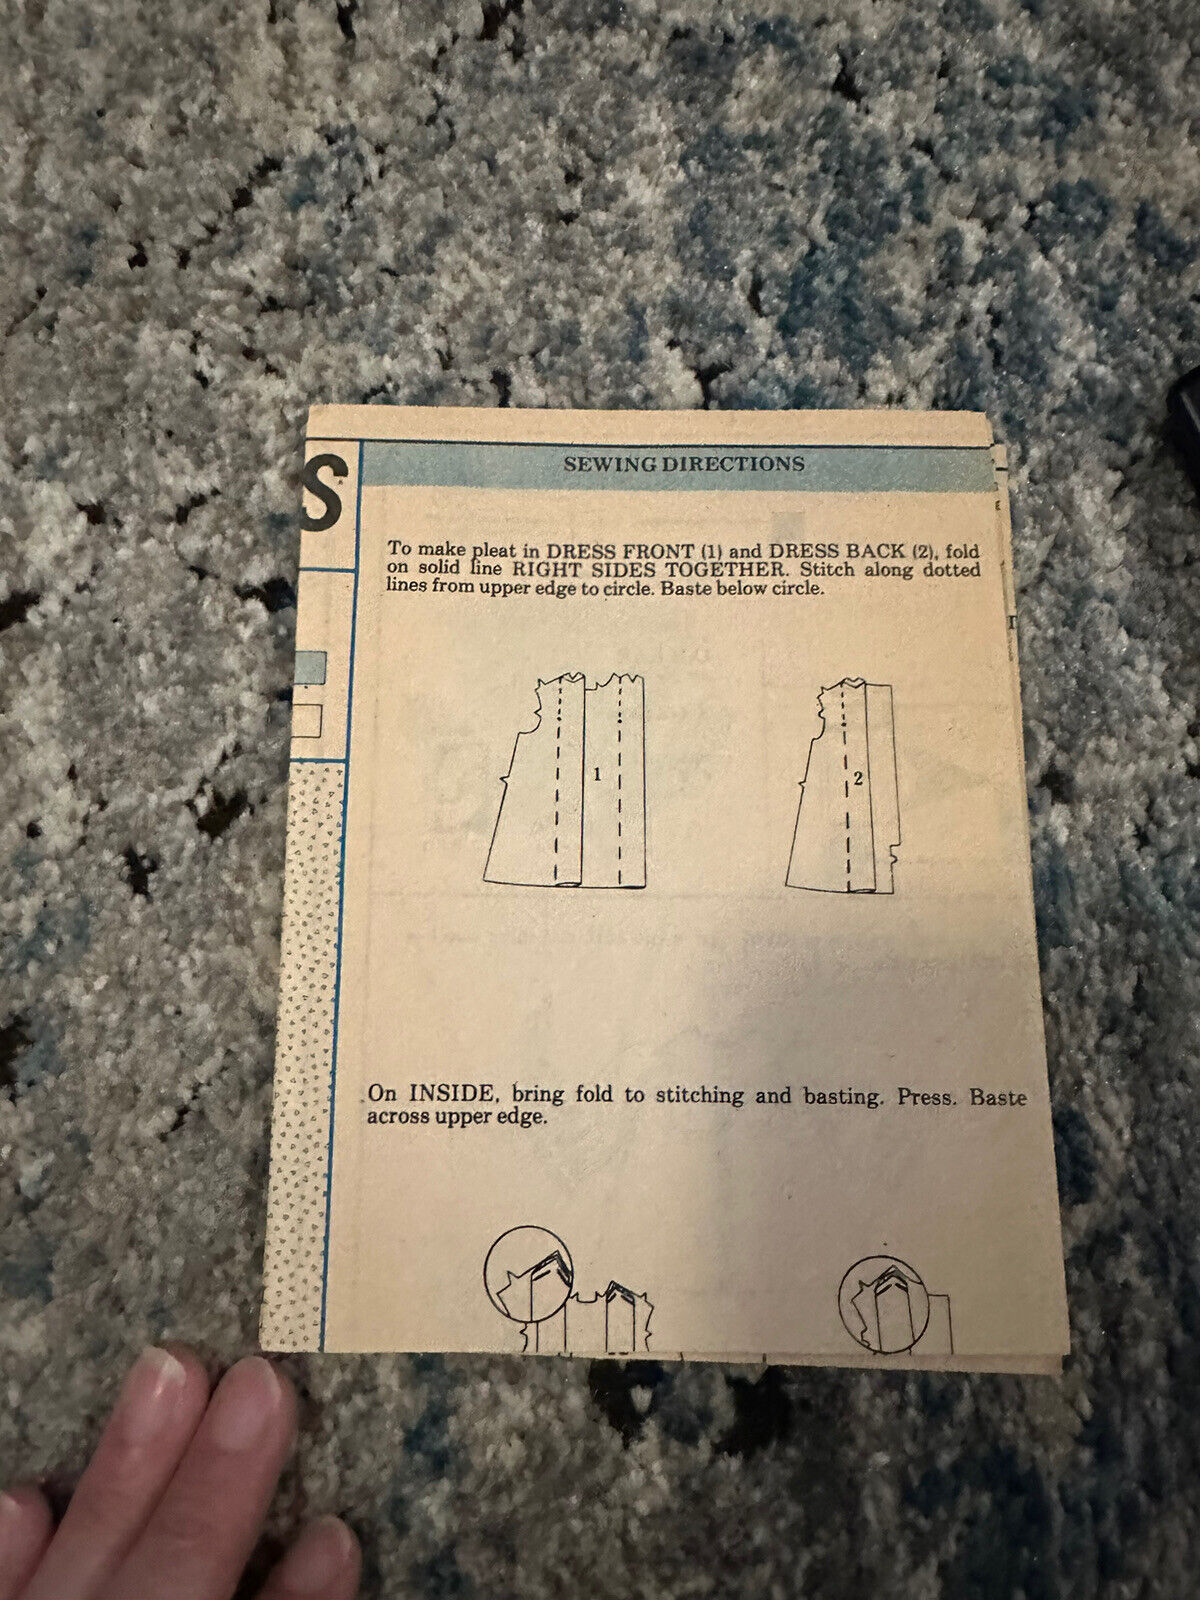 S
SEWING DIRECTIONS
To make pleat in DRESS FRONT (1) and DRESS BACK (2), fold
on solid line RIGHT SIDES TOGETHER. Stitch along dotted
lines from upper edge to circle. Baste below circle.
1
2
On INSIDE, bring fold to stitching and basting. Press. Baste
across upper edge.